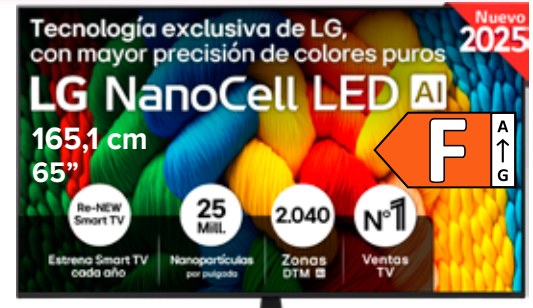 Nuevo
2025
Tecnología exclusiva de LG,
con mayor precisión de colores puros
LG NanoCell LED AI
165,1 cm
65”
F
A
↑
G
Re-NEW
Smart TV
Estrena Smart TV
cada año
25
Mill.
Nanopartículas
por pulgada
2.040
Zonas
DTM AI
Nº1
Ventas
TV